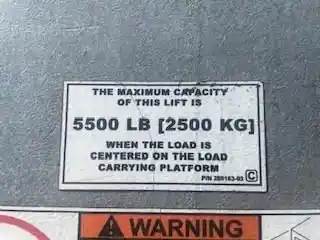 THE MAXIMUM CAPACITY
OF THIS LIFT IS
5500 LB [2500 KG]
WHEN THE LOAD IS
CENTERED ON THE LOAD
CARRYING PLATFORM
C
WARNING